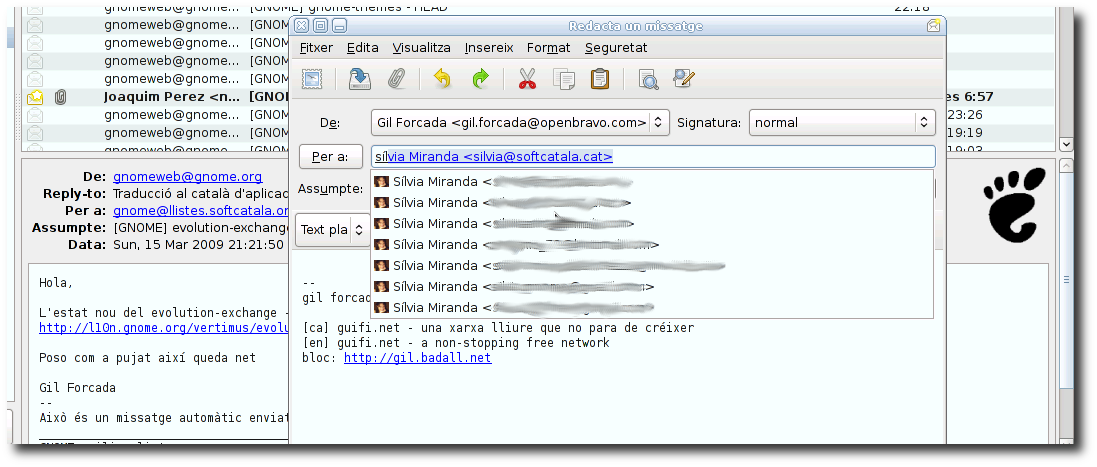 gnomeweb@gnome... [GNOME] gnome-themes - HEAD 22:18
gnomeweb@gnome... [GNOM
gnomeweb@gnome... [GNOM
gnomeweb@gnome... [GNOM
gnomeweb@gnome... [GNOM
Joaquim Perez <n... [GNOM es 6:57
gnomeweb@gnome... [GNOM 23:26
gnomeweb@gnome... [GNOM 19:19
gnomeweb@gnome... [GNOM 19:03
De: gnomeweb@gnome.org
Reply-to: Traducció al català d'aplicac
Per a: gnome@llistes.softcatala.or
Assumpte: [GNOME] evolution-exchange
Data: Sun, 15 Mar 2009 21:21:50
Hola,
L'estat nou del evolution-exchange -
http://l10n.gnome.org/vertimus/evolu
Poso com a pujat així queda net
Gil Forcada
--
Això és un missatge automàtic enviat
Redacta un missatge
Fitxer Edita Visualitza Insereix Format Seguretat
De: Gil Forcada <gil.forcada@openbravo.com> Signatura: normal
Per a: sílvia Miranda <silvia@softcatala.cat>
Assumpte:
Sílvia Miranda <
Sílvia Miranda <
Sílvia Miranda <
Sílvia Miranda <
Sílvia Miranda <
Sílvia Miranda <
Sílvia Miranda <
Text pla
--
gil forcad
[ca] guifi.net - una xarxa lliure que no para de créixer
[en] guifi.net - a non-stopping free network
bloc: http://gil.badall.net